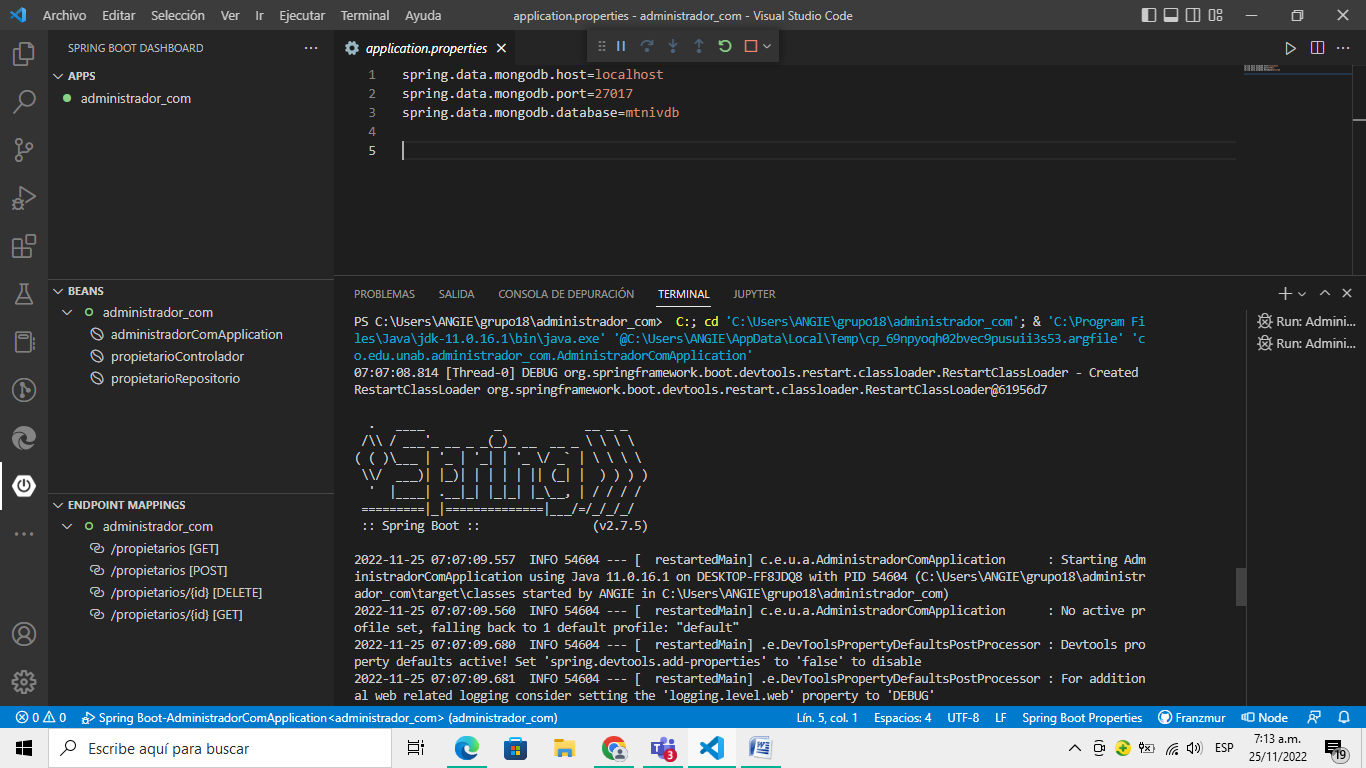 Archivo Editar Selección Ver Ir Ejecutar Terminal Ayuda
application.properties - administrador_com - Visual Studio Code
SPRING BOOT DASHBOARD
APPS
administrador_com
BEANS
administrador_com
administradorComApplication
propietarioControlador
propietarioRepositorio
ENDPOINT MAPPINGS
administrador_com
/propietarios [GET]
/propietarios [POST]
/propietarios/{id} [DELETE]
/propietarios/{id} [GET]
application.properties
1 spring.data.mongodb.host=localhost
2 spring.data.mongodb.port=27017
3 spring.data.mongodb.database=mtnivdb
4
5
PROBLEMAS SALIDA CONSOLA DE DEPURACIÓN TERMINAL JUPYTER
PS C:\Users\ANGIE\grupo18\administrador_com>  C:; cd 'C:\Users\ANGIE\grupo18\administrador_com'; & 'C:\Program Fi
les\Java\jdk-11.0.16.1\bin\java.exe' '@C:\Users\ANGIE\AppData\Local\Temp\cp_69npyoqh02bvec9pusuii3s53.argfile' 'c
o.edu.unab.administrador_com.AdministradorComApplication'
07:07:08.814 [Thread-0] DEBUG org.springframework.boot.devtools.restart.classloader.RestartClassLoader - Created
RestartClassLoader org.springframework.boot.devtools.restart.classloader.RestartClassLoader@61956d7
  .   ____          _            __ _ _
 /\\ / ___'_ __ _ _(_)_ __  __ _ \ \ \ \
( ( )\___ | '_ | '_| | '_ \/ _` | \ \ \ \
 \\/  ___)| |_)| | | | | || (_| |  ) ) ) )
  '  |____| .__|_| |_|_| |_\__, | / / / /
 =========|_|==============|___/=/_/_/_/
 :: Spring Boot ::                (v2.7.5)
2022-11-25 07:07:09.557  INFO 54604 --- [  restartedMain] c.e.u.a.AdministradorComApplication      : Starting Adm
inistradorComApplication using Java 11.0.16.1 on DESKTOP-FF8JDQ8 with PID 54604 (C:\Users\ANGIE\grupo18\administr
ador_com\target\classes started by ANGIE in C:\Users\ANGIE\grupo18\administrador_com)
2022-11-25 07:07:09.560  INFO 54604 --- [  restartedMain] c.e.u.a.AdministradorComApplication      : No active pr
ofile set, falling back to 1 default profile: "default"
2022-11-25 07:07:09.680  INFO 54604 --- [  restartedMain] .e.DevToolsPropertyDefaultsPostProcessor : Devtools pro
perty defaults active! Set 'spring.devtools.add-properties' to 'false' to disable
2022-11-25 07:07:09.681  INFO 54604 --- [  restartedMain] .e.DevToolsPropertyDefaultsPostProcessor : For addition
al web related logging consider setting the 'logging.level.web' property to 'DEBUG'
Run: Admini...
Run: Admini...
0 0 Spring Boot-AdministradorComApplication<administrador_com> (administrador_com)
Lín. 5, col. 1 Espacios: 4 UTF-8 LF Spring Boot Properties Franzmur Node
Escribe aquí para buscar
3
ESP
7:13 a.m.
25/11/2022
19